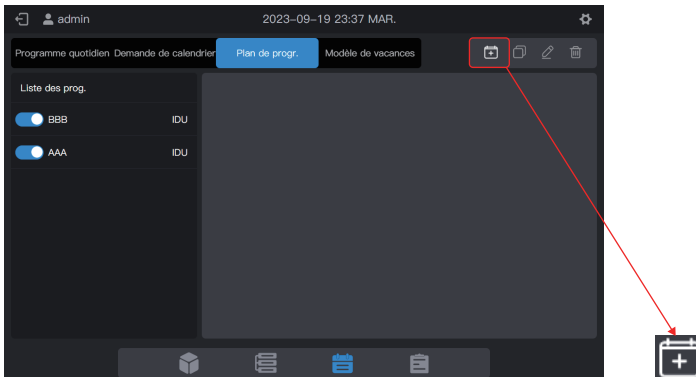 admin 2023-09-19 23:37 MAR.
Programme quotidien Demande de calendrier Plan de progr. Modèle de vacances
Liste des prog.
BBB IDU
AAA IDU